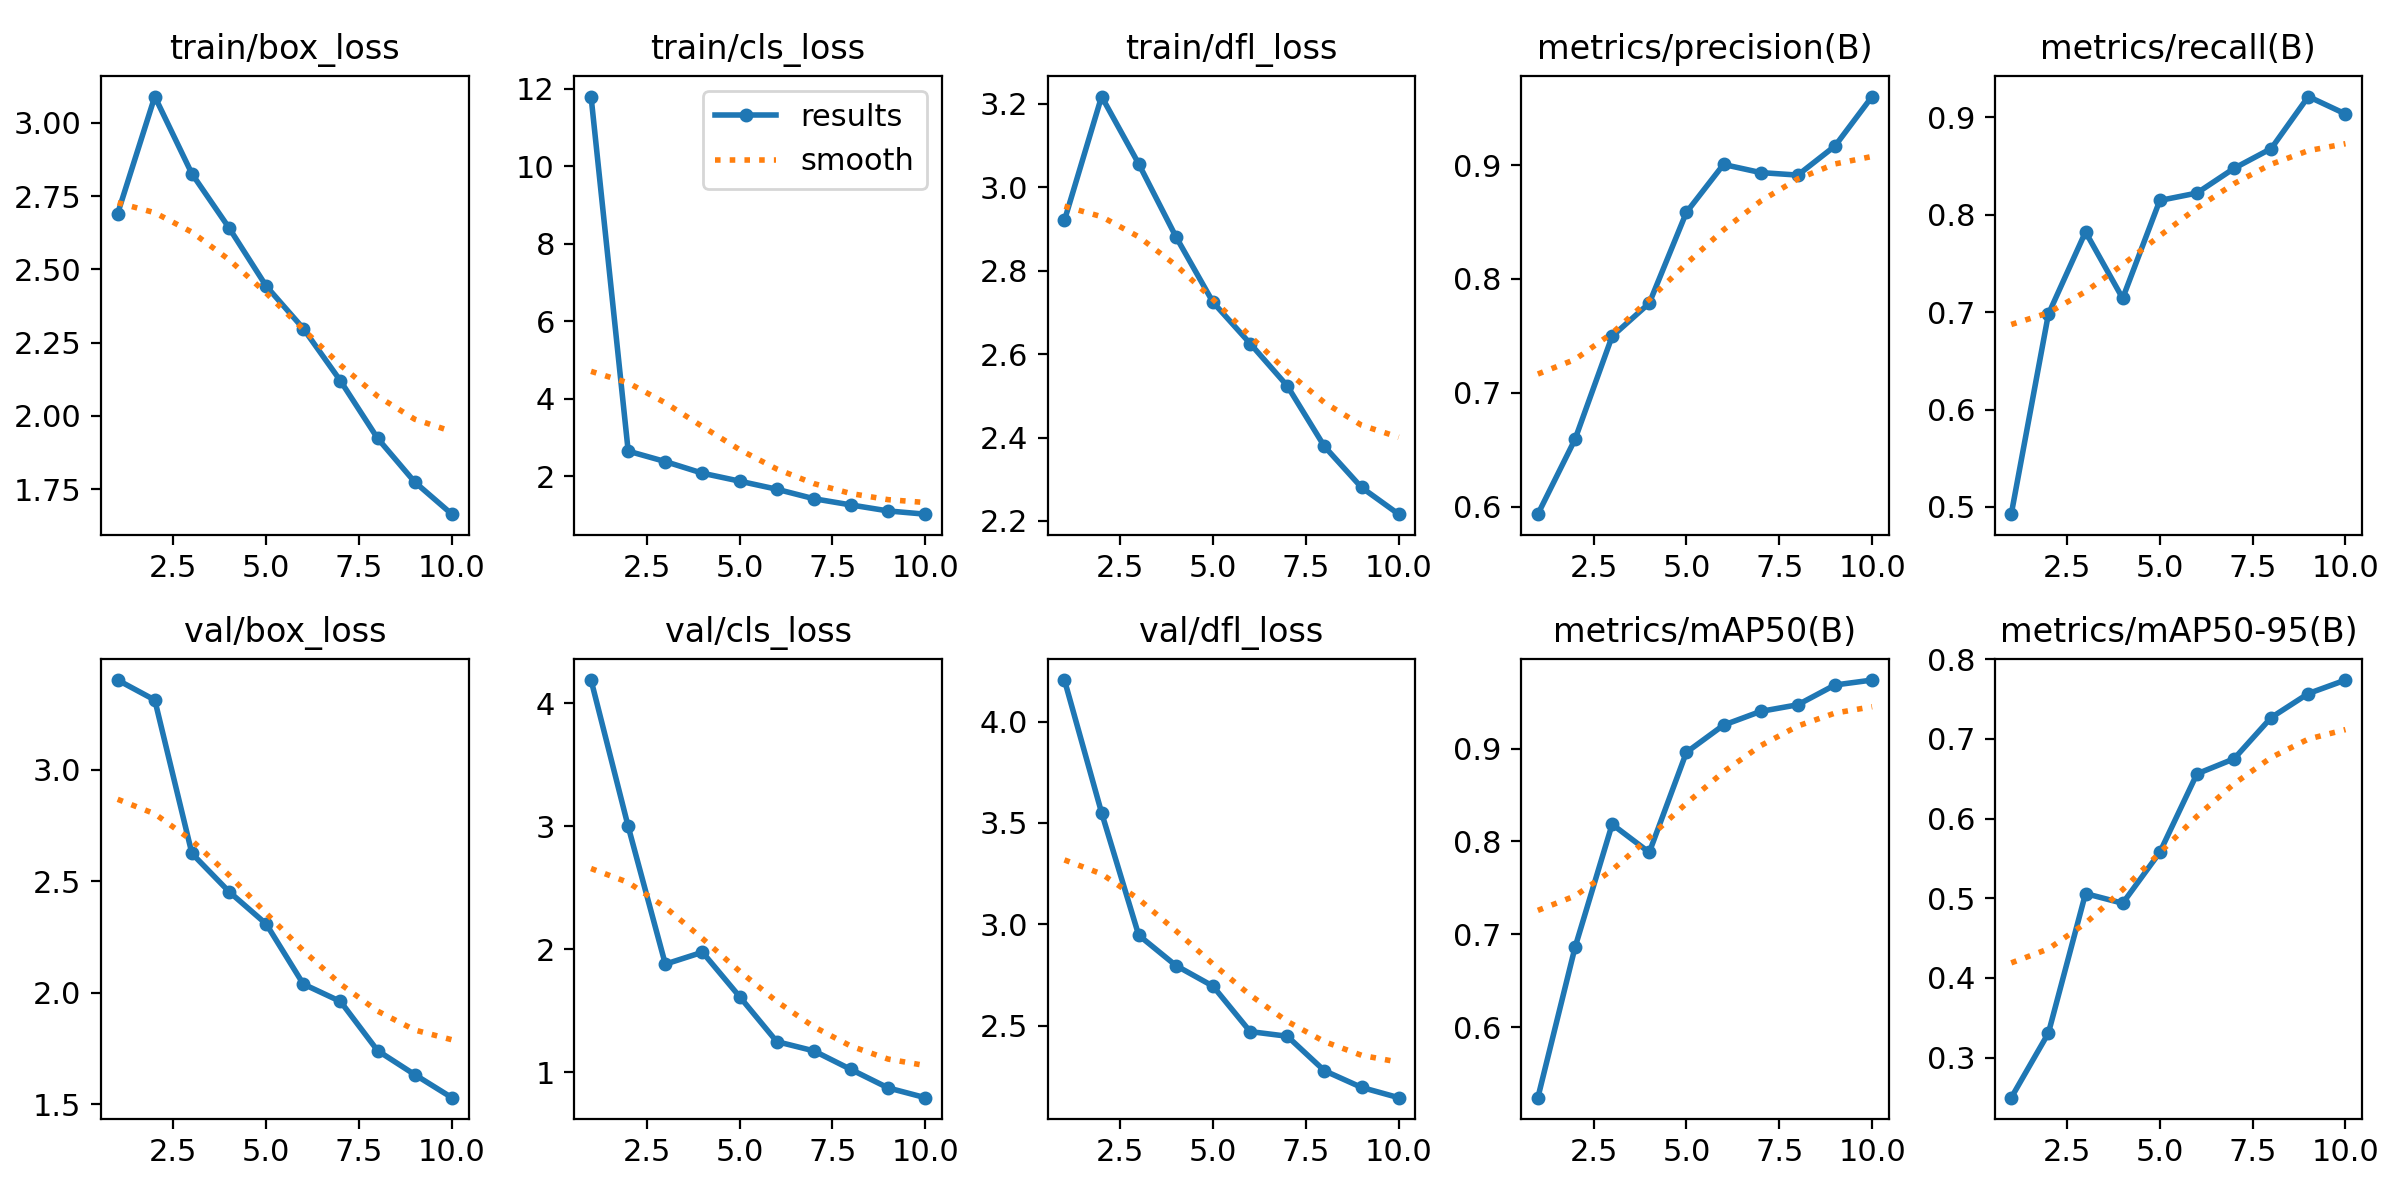 train/box_loss
3.00
2.75
2.50
2.25
2.00
1.75
2.5 5.0 7.5 10.0
train/cls_loss
results
smooth
12
10
8
6
4
2
2.5 5.0 7.5 10.0
train/dfl_loss
3.2
3.0
2.8
2.6
2.4
2.2
2.5 5.0 7.5 10.0
metrics/precision(B)
0.9
0.8
0.7
0.6
2.5 5.0 7.5 10.0
metrics/recall(B)
0.9
0.8
0.7
0.6
0.5
2.5 5.0 7.5 10.0
val/box_loss
3.0
2.5
2.0
1.5
2.5 5.0 7.5 10.0
val/cls_loss
4
3
2
1
2.5 5.0 7.5 10.0
val/dfl_loss
4.0
3.5
3.0
2.5
2.5 5.0 7.5 10.0
metrics/mAP50(B)
0.9
0.8
0.7
0.6
2.5 5.0 7.5 10.0
metrics/mAP50-95(B)
0.8
0.7
0.6
0.5
0.4
0.3
2.5 5.0 7.5 10.0